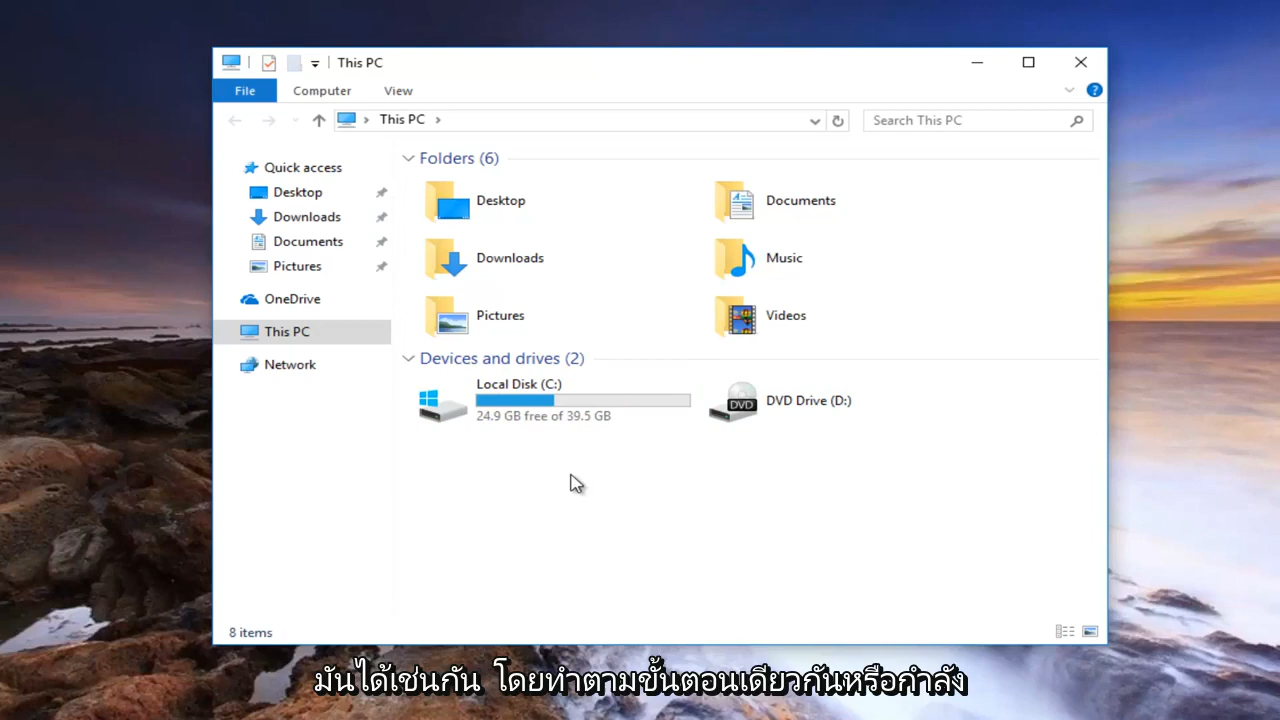 This PC
File
Computer
View
This PC
Search This PC
Quick access
Desktop
Downloads
Documents
Pictures
OneDrive
This PC
Network
Folders (6)
Desktop
Documents
Downloads
Music
Pictures
Videos
Devices and drives (2)
Local Disk (C:)
24.9 GB free of 39.5 GB
DVD
DVD Drive (D:)
8 items
มันได้เช่นกัน โดยทำตามขั้นตอนเดียวกันหรือกำลัง